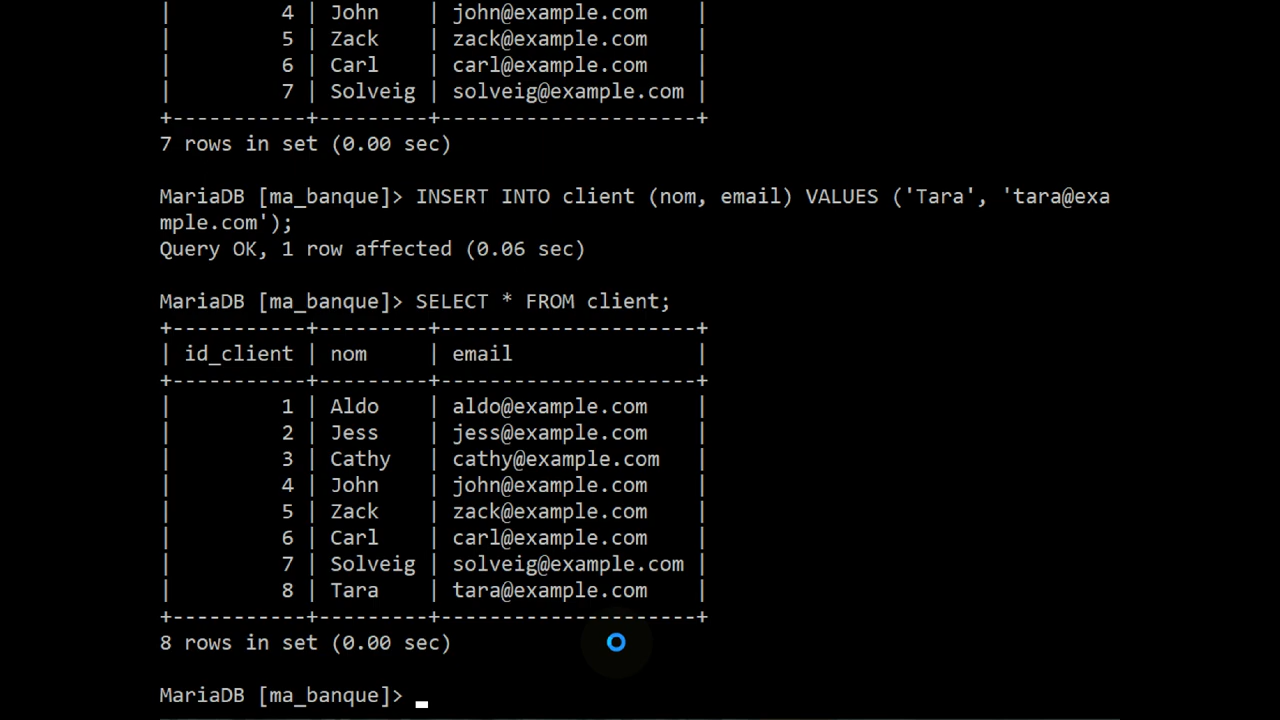 |         4 | John    | john@example.com    |
|         5 | Zack    | zack@example.com    |
|         6 | Carl    | carl@example.com    |
|         7 | Solveig | solveig@example.com |
+-----------+---------+---------------------+
7 rows in set (0.00 sec)
MariaDB [ma_banque]> INSERT INTO client (nom, email) VALUES ('Tara', 'tara@exa
mple.com');
Query OK, 1 row affected (0.06 sec)
MariaDB [ma_banque]> SELECT * FROM client;
+-----------+---------+---------------------+
| id_client | nom     | email               |
+-----------+---------+---------------------+
|         1 | Aldo    | aldo@example.com    |
|         2 | Jess    | jess@example.com    |
|         3 | Cathy   | cathy@example.com   |
|         4 | John    | john@example.com    |
|         5 | Zack    | zack@example.com    |
|         6 | Carl    | carl@example.com    |
|         7 | Solveig | solveig@example.com |
|         8 | Tara    | tara@example.com    |
+-----------+---------+---------------------+
8 rows in set (0.00 sec)
MariaDB [ma_banque]> _